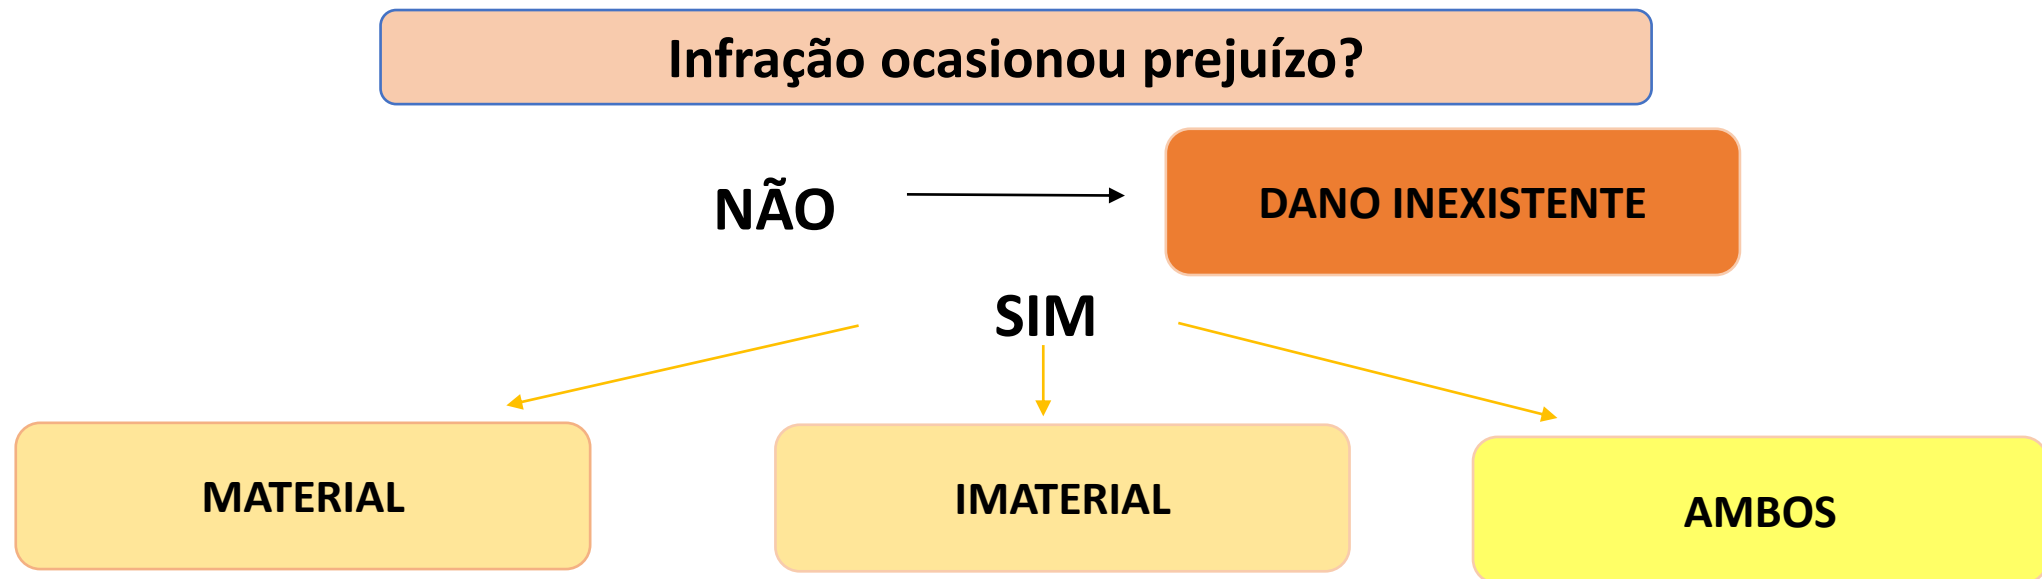 Infração ocasionou prejuízo?
NÃO
DANO INEXISTENTE
SIM
MATERIAL
IMATERIAL
AMBOS